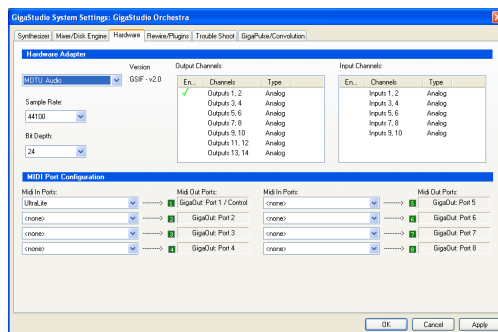 GigaStudio System Settings: GigaStudio Orchestra
Synthesizer Mixer/Disk Engine Hardware Rewire/Plugins Trouble Shoot GigaPulse/Convolution
Hardware Adapter
Version Output Channels: Input Channels:
MOTU Audio GSIF - v2.0 En... Channels Type En... Channels Type
Outputs 1, 2 Analog Inputs 1, 2 Analog
Sample Rate: Outputs 3, 4 Analog Inputs 3, 4 Analog
44100 Outputs 5, 6 Analog Inputs 5, 6 Analog
Outputs 7, 8 Analog Inputs 7, 8 Analog
Bit Depth: Outputs 9, 10 Analog Inputs 9, 10 Analog
24 Outputs 11, 12 Analog
Outputs 13, 14 Analog
MIDI Port Configuration
Midi In Ports: Midi Out Ports: Midi In Ports: Midi Out Ports:
UltraLite --------> 1 GigaOut: Port 1 / Control <none> --------> 5 GigaOut: Port 5
<none> --------> 2 GigaOut: Port 2 <none> --------> 6 GigaOut: Port 6
<none> --------> 3 GigaOut: Port 3 <none> --------> 7 GigaOut: Port 7
<none> --------> 4 GigaOut: Port 4 <none> --------> 8 GigaOut: Port 8
OK Cancel Apply